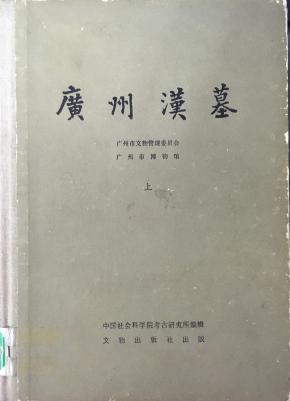 廣州漢墓
广州市文物管理委員会
广州市博物館
上
中国社会科学院考古研究所编辑
文物出版社出版